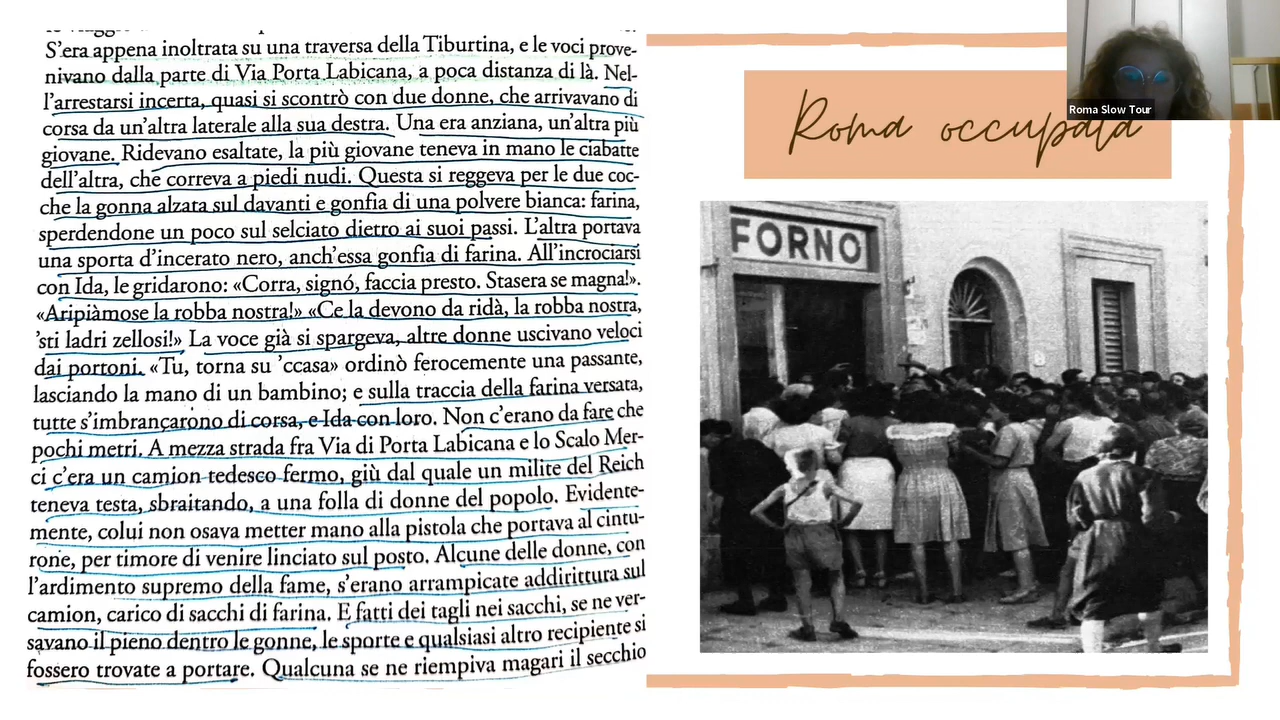 S'era appena inoltrata su una traversa della Tiburtina, e le voci prove-
nivano dalla parte di Via Porta Labicana, a poca distanza di là. Nel-
l'arrestarsi incerta, quasi si scontrò con due donne, che arrivavano di
corsa da un'altra laterale alla sua destra. Una era anziana, un'altra più
giovane. Ridevano esaltate, la più giovane teneva in mano le ciabatte
dell'altra, che correva a piedi nudi. Questa si reggeva per le due coc-
che la gonna alzata sul davanti e gonfia di una polvere bianca: farina,
sperdendone un poco sul selciato dietro ai suoi passi. L'altra portava
una sporta d'incerato nero, anch'essa gonfia di farina. All'incrociarsi
con Ida, le gridarono: «Corra, signó, faccia presto. Stasera se magna!».
«Aripiàmose la robba nostra!» «Ce la devono da ridà, la robba nostra,
'sti ladri zellosi!» La voce già si spargeva, altre donne uscivano veloci
dai portoni. «Tu, torna su 'ccasa» ordinò ferocemente una passante,
lasciando la mano di un bambino; e sulla traccia della farina versata,
tutte s'imbrancarono di corsa, e Ida con loro. Non c'erano da fare che
pochi metri. A mezza strada fra Via di Porta Labicana e lo Scalo Mer-
ci c'era un camion tedesco fermo, giù dal quale un milite del Reich
teneva testa, sbraitando, a una folla di donne del popolo. Evidente-
mente, colui non osava metter mano alla pistola che portava al cintu-
rone, per timore di venire linciato sul posto. Alcune delle donne, con
l'ardimento supremo della fame, s'erano arrampicate addirittura sul
camion, carico di sacchi di farina. E fatti dei tagli nei sacchi, se ne ver-
savano il pieno dentro le gonne, le sporte e qualsiasi altro recipiente si
fossero trovate a portare. Qualcuna se ne riempiva magari il secchio
Roma occupata
FORNO
Roma Slow Tour